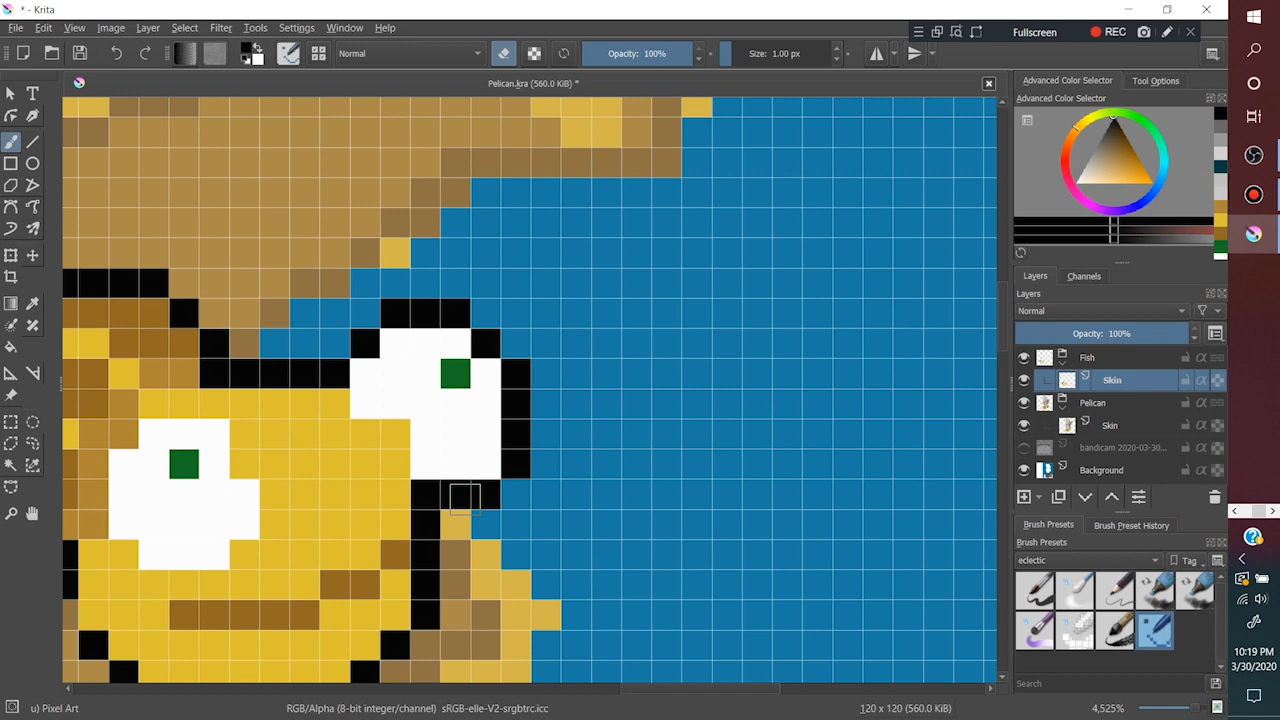 * - Krita
File Edit View Image Layer Select Filter Tools Settings Window Help
Fullscreen
REC
Normal
Opacity: 100%
Size: 1.00 px
Pelican.kra (560.0 KiB) *
Advanced Color Selector
Tool Options
Advanced Color Selector
Layers
Channels
Layers
Normal
Opacity: 100%
Fish
Skin
Pelican
Skin
bandicam 2020-03-30...
Background
Brush Presets
Brush Preset History
Brush Presets
eclectic
Tag
Search
10:19 PM
3/30/2020
u) Pixel Art
RGB/Alpha (8-bit integer/channel) sRGB-elle-V2-srgbtrc.icc
120 x 120 (560.0 KiB)
4,525%